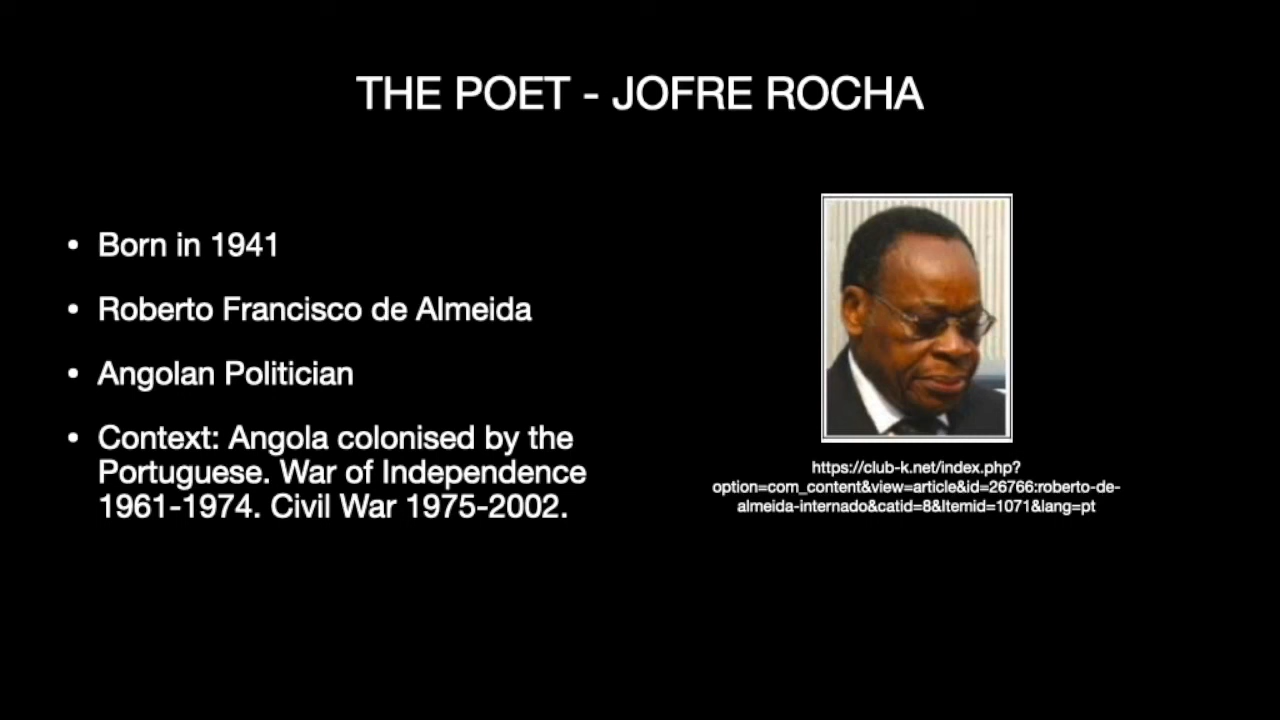 THE POET - JOFRE ROCHA
• Born in 1941
• Roberto Francisco de Almeida
• Angolan Politician
• Context: Angola colonised by the
Portuguese. War of Independence
1961-1974. Civil War 1975-2002.
https://club-k.net/index.php?
option=com_content&view=article&id=26766:roberto-de-
almeida-internado&catid=8&Itemid=1071&lang=pt